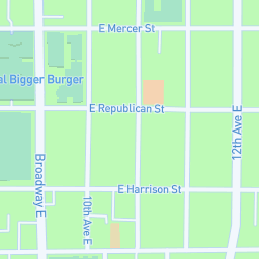 E Mercer St
al Bigger Burger
E Republican St
12th Ave E
Broadway E
E Harrison St
10th Ave E